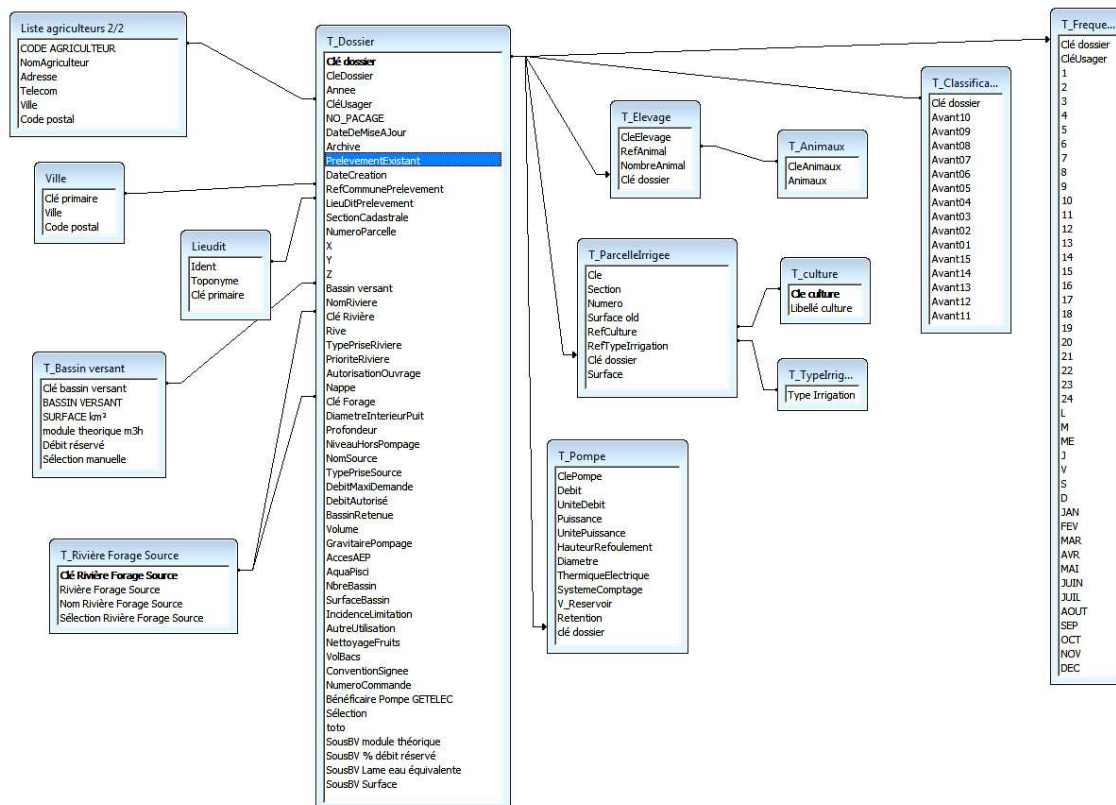 Liste agriculteurs 2/2
CODE AGRICULTEUR
NomAgriculteur
Adresse
Telecom
Ville
Code postal
Ville
Clé primaire
Ville
Code postal
Lieudit
Ident
Toponyme
Clé primaire
T_Bassin versant
Clé bassin versant
BASSIN VERSANT
SURFACE km²
module theorique m3h
Débit réservé
Sélection manuelle
T_Rivière Forage Source
Clé Rivière Forage Source
Rivière Forage Source
Nom Rivière Forage Source
Sélection Rivière Forage Source
T_Dossier
Clé dossier
CleDossier
Annee
CléUsager
NO_PACAGE
DateDeMiseAJour
Archive
PrelevementExistant
DateCreation
RefCommunePrelevement
LieuDitPrelevement
SectionCadastrale
NumeroParcelle
X
Y
Z
Bassin versant
NomRiviere
Clé Rivière
Rive
TypePriseRiviere
PrioriteRiviere
AutorisationOuvrage
Nappe
Clé Forage
DiametreInterieurPuit
Profondeur
NiveauHorsPompage
NomSource
TypePriseSource
DebitMaxiDemande
DebitAutorisé
BassinRetenue
Volume
GravitairePompage
AccesAEP
AquaPisci
NbreBassin
SurfaceBassin
IncidenceLimitation
AutreUtilisation
NettoyageFruits
VolBacs
ConventionSignee
NumeroCommande
Bénéficaire Pompe GETELEC
Sélection
toto
SousBV module théorique
SousBV % débit réservé
SousBV Lame eau équivalente
SousBV Surface
T_Elevage
CleElevage
RefAnimal
NombreAnimal
Clé dossier
T_Animaux
CleAnimaux
Animaux
T_ParcelleIrrigee
Cle
Section
Numero
Surface old
RefCulture
RefTypeIrrigation
Clé dossier
Surface
T_culture
Cle culture
Libellé culture
T_TypeIrrig...
Type Irrigation
T_Pompe
ClePompe
Debit
UniteDebit
Puissance
UnitePuissance
HauteurRefoulement
Diametre
ThermiqueElectrique
SystemeComptage
V_Reservoir
Retention
clé dossier
T_Classifica...
Clé dossier
Avant10
Avant09
Avant08
Avant07
Avant06
Avant05
Avant04
Avant03
Avant02
Avant01
Avant15
Avant14
Avant13
Avant12
Avant11
T_Freque...
Clé dossier
CléUsager
1
2
3
4
5
6
7
8
9
10
11
12
13
14
15
16
17
18
19
20
21
22
23
24
L
M
ME
J
V
S
D
JAN
FEV
MAR
AVR
MAI
JUIN
JUIL
AOUT
SEP
OCT
NOV
DEC